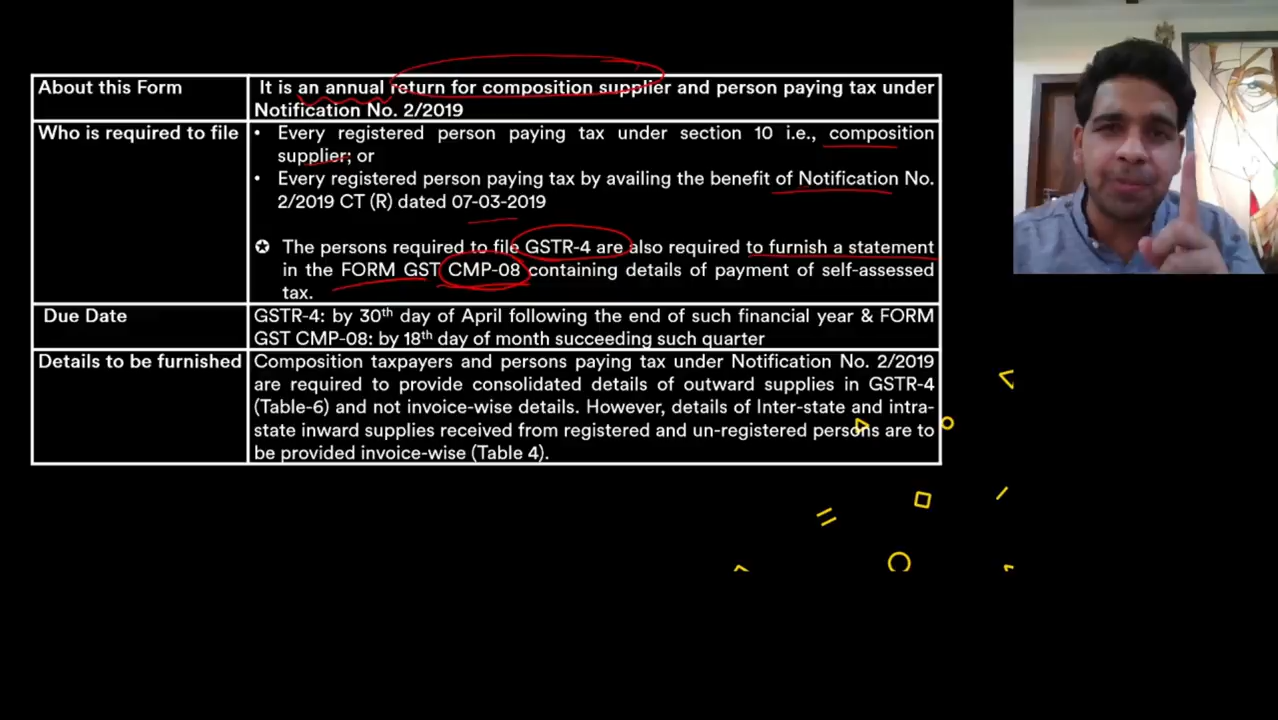 About this Form
It is an annual return for composition supplier and person paying tax under
Notification No. 2/2019
Who is required to file
• Every registered person paying tax under section 10 i.e., composition
supplier; or
• Every registered person paying tax by availing the benefit of Notification No.
2/2019 CT (R) dated 07-03-2019
✪ The persons required to file GSTR-4 are also required to furnish a statement
in the FORM GST CMP-08 containing details of payment of self-assessed
tax.
Due Date
GSTR-4: by 30th day of April following the end of such financial year & FORM
GST CMP-08: by 18th day of month succeeding such quarter
Details to be furnished
Composition taxpayers and persons paying tax under Notification No. 2/2019
are required to provide consolidated details of outward supplies in GSTR-4
(Table-6) and not invoice-wise details. However, details of Inter-state and intra-
state inward supplies received from registered and un-registered persons are to
be provided invoice-wise (Table 4).